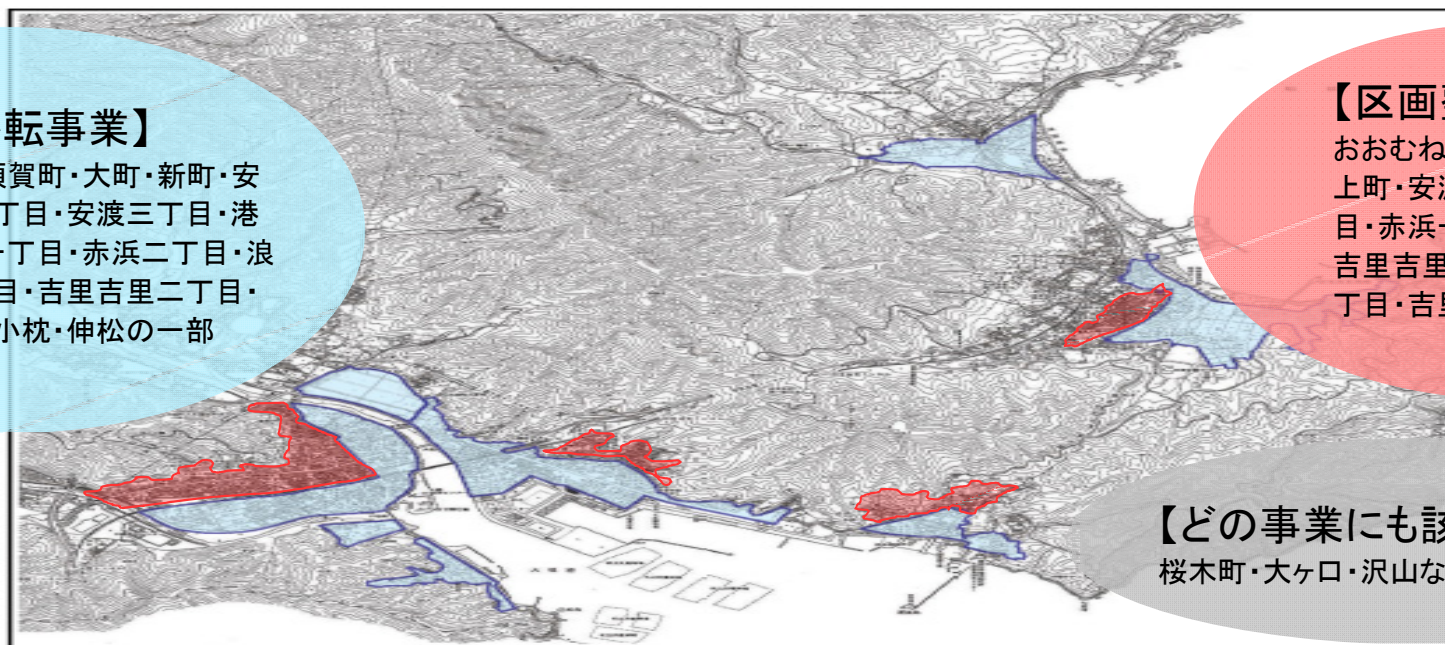 転事業】
須賀町・大町・新町・安
丁目・安渡三丁目・港
一丁目・赤浜二丁目・浪
目・吉里吉里二丁目・
小枕・伸松の一部
【区画整
おおむね
上町・安渡
目・赤浜一
吉里吉里
丁目・吉里
【どの事業にも該
桜木町・大ヶ口・沢山な